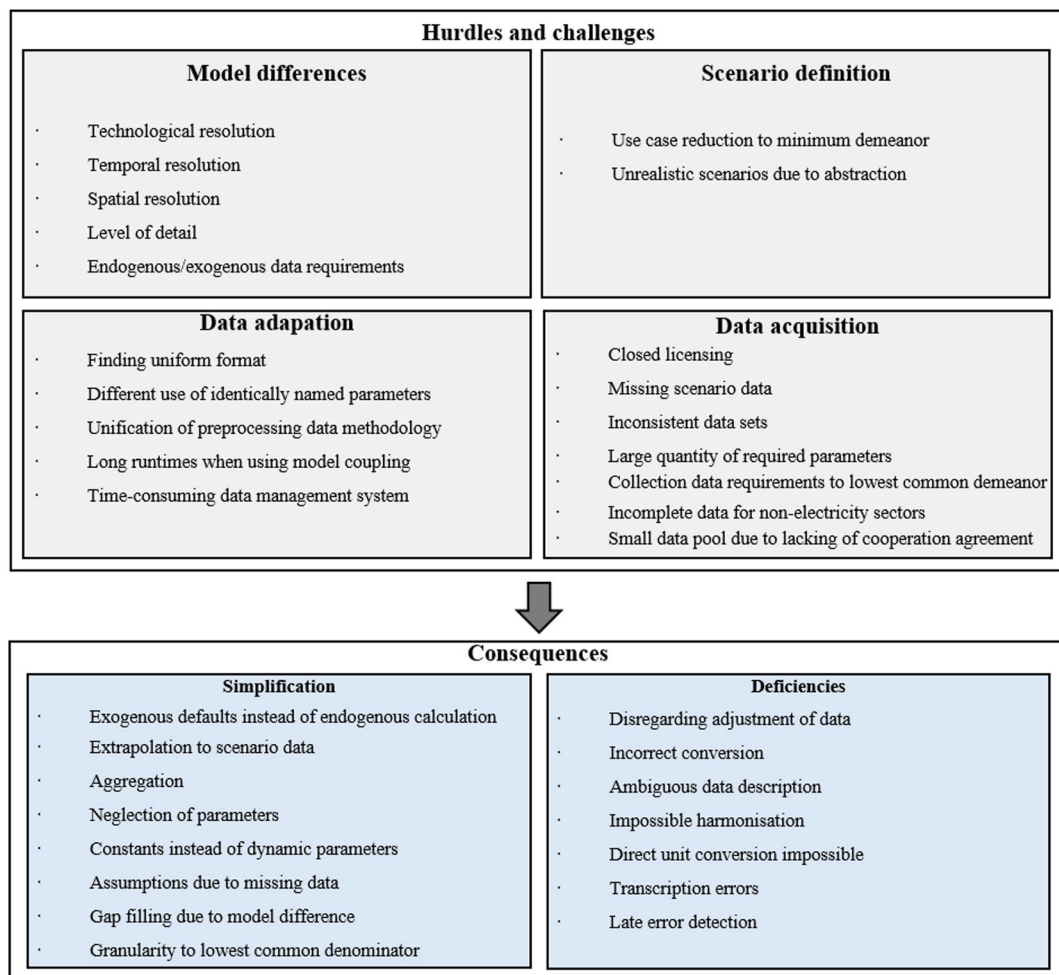 Hurdles and challenges
Model differences
· Technological resolution
· Temporal resolution
· Spatial resolution
· Level of detail
· Endogenous/exogenous data requirements
Scenario definition
· Use case reduction to minimum demeanor
· Unrealistic scenarios due to abstraction
Data adapation
· Finding uniform format
· Different use of identically named parameters
· Unification of preprocessing data methodology
· Long runtimes when using model coupling
· Time-consuming data management system
Data acquisition
· Closed licensing
· Missing scenario data
· Inconsistent data sets
· Large quantity of required parameters
· Collection data requirements to lowest common demeanor
· Incomplete data for non-electricity sectors
· Small data pool due to lacking of cooperation agreement
Consequences
Simplification
· Exogenous defaults instead of endogenous calculation
· Extrapolation to scenario data
· Aggregation
· Neglection of parameters
· Constants instead of dynamic parameters
· Assumptions due to missing data
· Gap filling due to model difference
· Granularity to lowest common denominator
Deficiencies
· Disregarding adjustment of data
· Incorrect conversion
· Ambiguous data description
· Impossible harmonisation
· Direct unit conversion impossible
· Transcription errors
· Late error detection